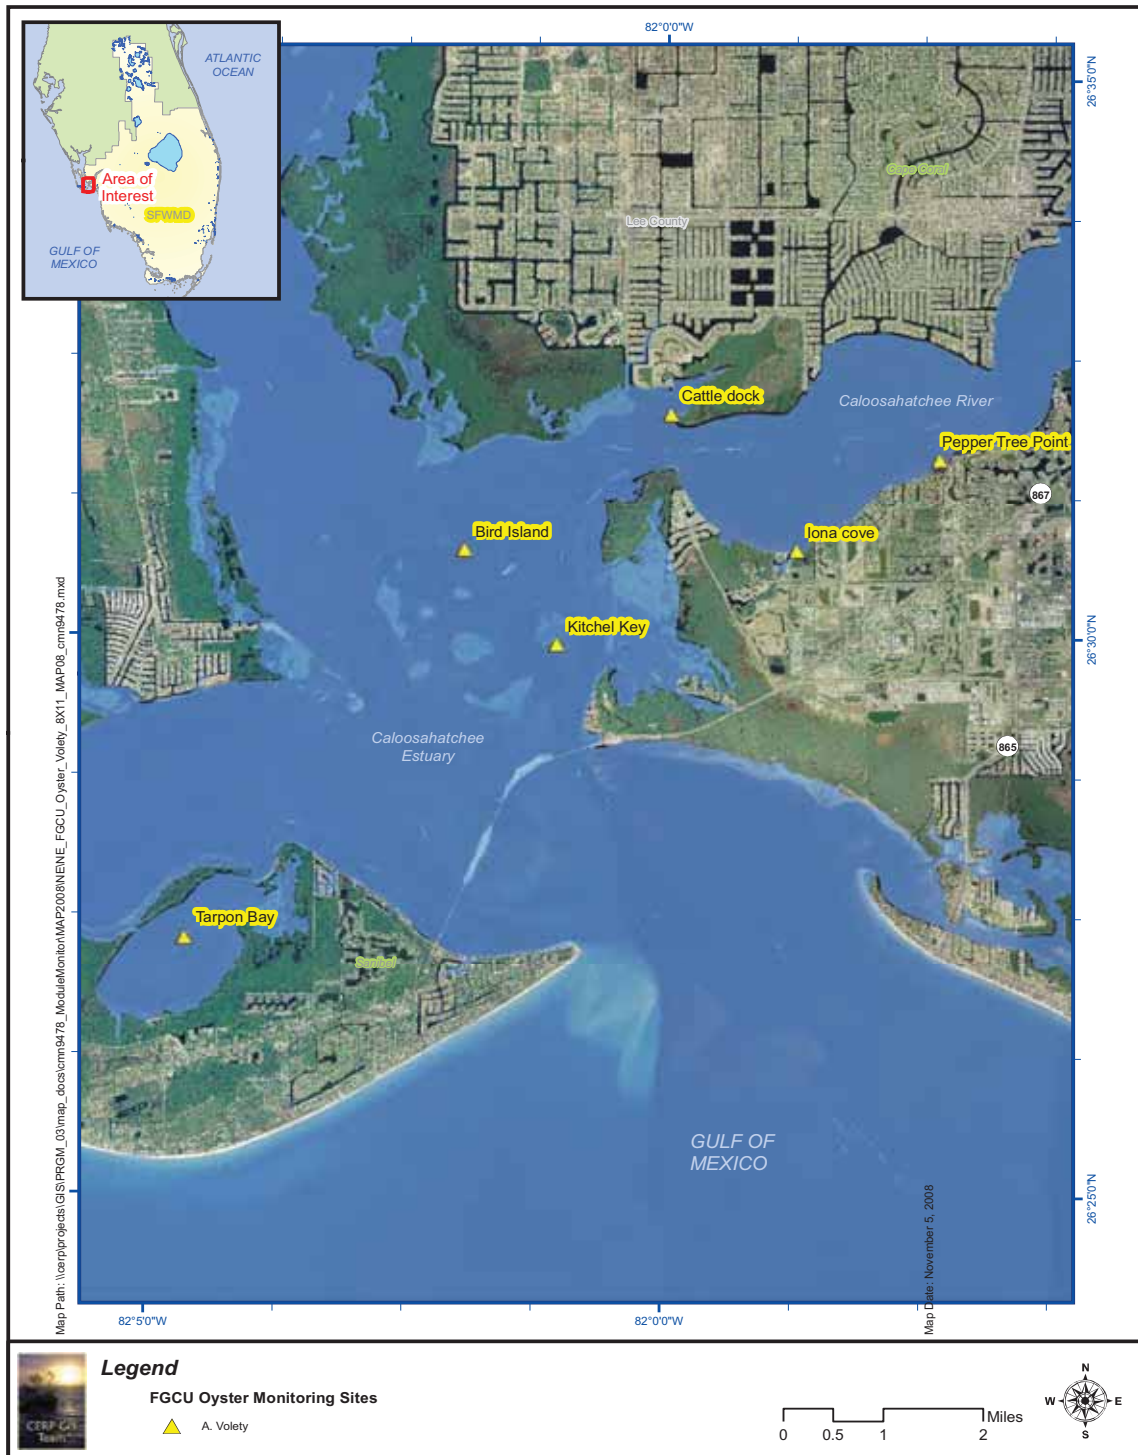 82°0'0"W
ATLANTIC
OCEAN
Area of
Interest
SFWMD
GULF OF
MEXICO
26°35'0"N
Cape Coral
Lee County
Cattle dock
Caloosahatchee River
Pepper Tree Point
867
Bird Island
Iona cove
Kitchel Key
26°30'0"N
Caloosahatchee
Estuary
865
Tarpon Bay
Sanibel
GULF OF
MEXICO
26°25'0"N
Map Path: \\cerp\projects\GIS\PRGM_03\map_docs\cmn9478_ModuleMonitor\MAP2008\NE\NE_FGCU_Oyster_Volety_8X11_MAP08_cmn9478.mxd
Map Date: November 5, 2008
82°5'0"W
82°0'0"W
Legend
FGCU Oyster Monitoring Sites
A. Volety
CERP GIS
Team
Miles
0 0.5 1 2
N
W E
S